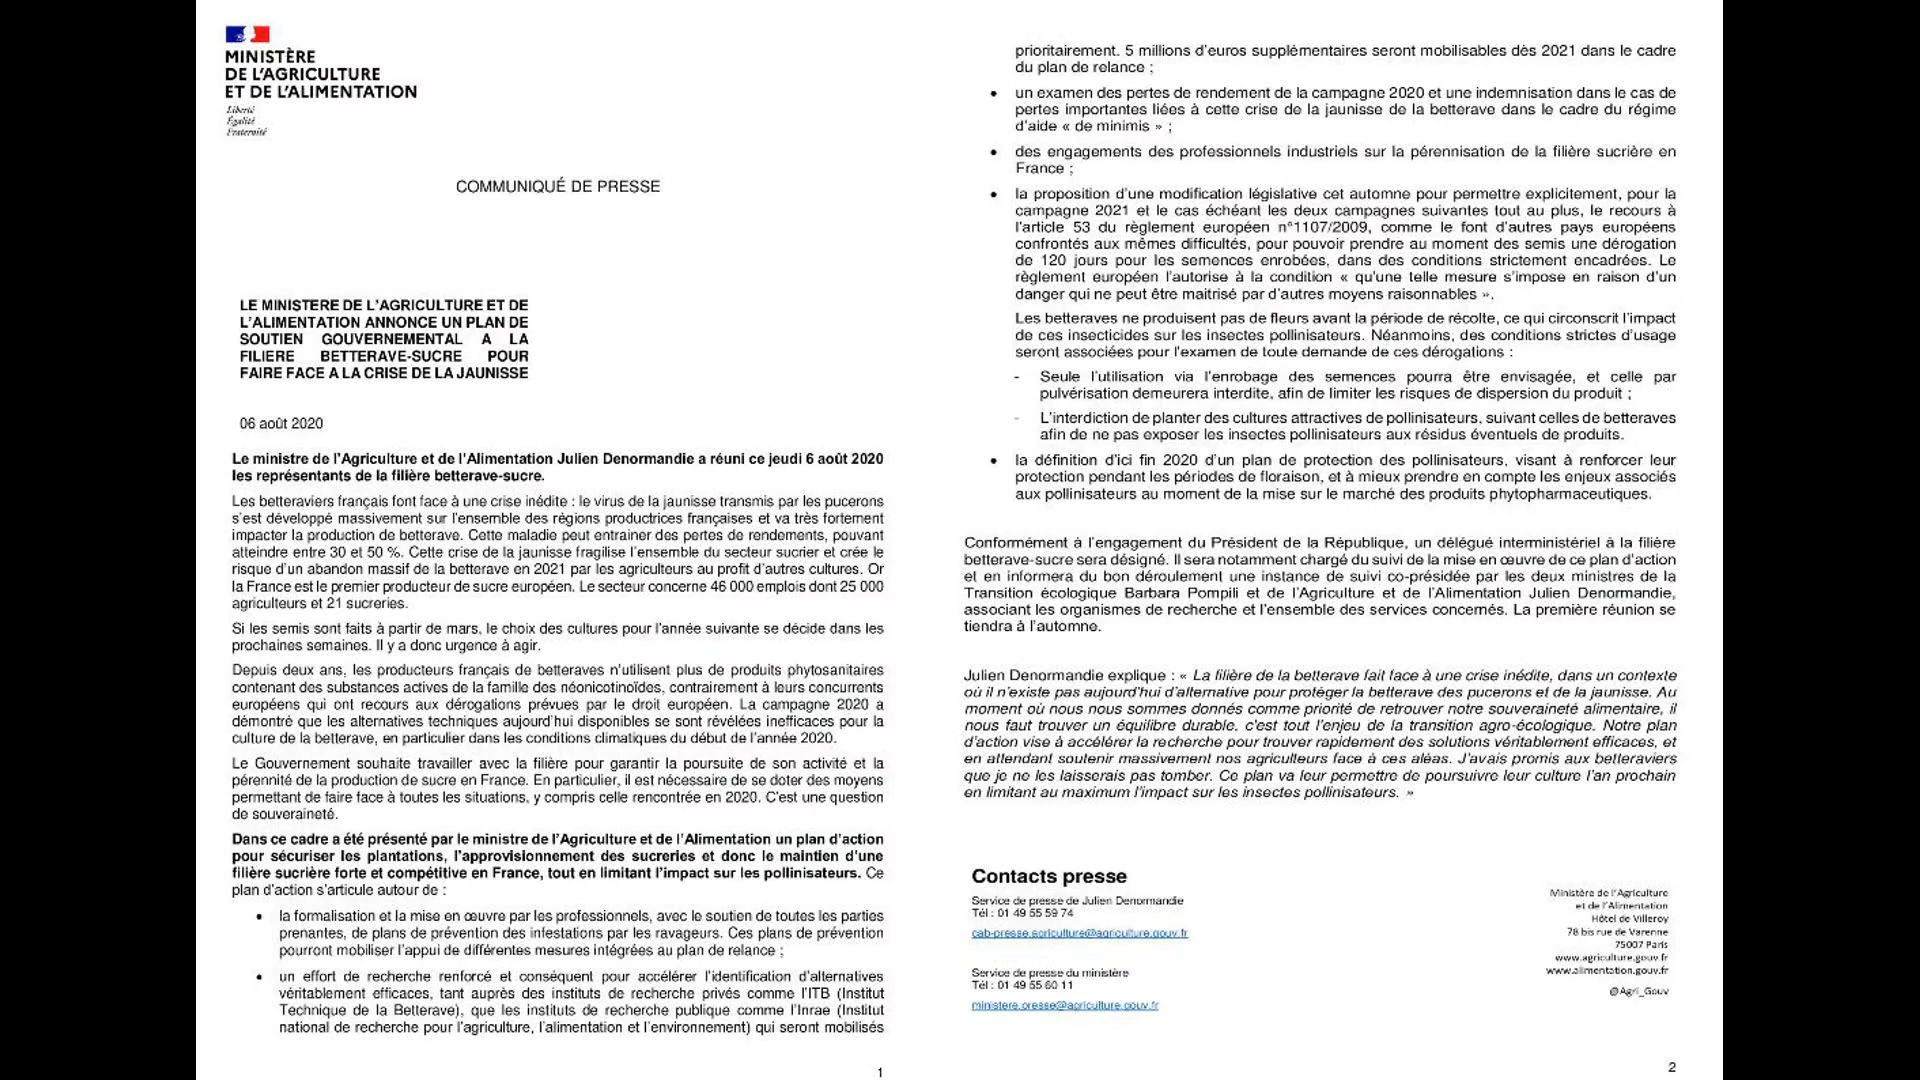 MINISTÈRE
DE L'AGRICULTURE
ET DE L'ALIMENTATION
Liberté
Égalité
Fraternité
COMMUNIQUÉ DE PRESSE
LE MINISTERE DE L'AGRICULTURE ET DE
L'ALIMENTATION ANNONCE UN PLAN DE
SOUTIEN GOUVERNEMENTAL A LA
FILIERE BETTERAVE-SUCRE POUR
FAIRE FACE A LA CRISE DE LA JAUNISSE
06 août 2020
Le ministre de l'Agriculture et de l'Alimentation Julien Denormandie a réuni ce jeudi 6 août 2020
les représentants de la filière betterave-sucre.
Les betteraviers français font face à une crise inédite : le virus de la jaunisse transmis par les pucerons
s'est développé massivement sur l'ensemble des régions productrices françaises et va très fortement
impacter la production de betterave. Cette maladie peut entrainer des pertes de rendements, pouvant
atteindre entre 30 et 50 %. Cette crise de la jaunisse fragilise l'ensemble du secteur sucrier et crée le
risque d'un abandon massif de la betterave en 2021 par les agriculteurs au profit d'autres cultures. Or
la France est le premier producteur de sucre européen. Le secteur concerne 46 000 emplois dont 25 000
agriculteurs et 21 sucreries.
Si les semis sont faits à partir de mars, le choix des cultures pour l'année suivante se décide dans les
prochaines semaines. Il y a donc urgence à agir.
Depuis deux ans, les producteurs français de betteraves n'utilisent plus de produits phytosanitaires
contenant des substances actives de la famille des néonicotinoïdes, contrairement à leurs concurrents
européens qui ont recours aux dérogations prévues par le droit européen. La campagne 2020 a
démontré que les alternatives techniques aujourd'hui disponibles se sont révélées inefficaces pour la
culture de la betterave, en particulier dans les conditions climatiques du début de l'année 2020.
Le Gouvernement souhaite travailler avec la filière pour garantir la poursuite de son activité et la
pérennité de la production de sucre en France. En particulier, il est nécessaire de se doter des moyens
permettant de faire face à toutes les situations, y compris celle rencontrée en 2020. C'est une question
de souveraineté.
Dans ce cadre a été présenté par le ministre de l'Agriculture et de l'Alimentation un plan d'action
pour sécuriser les plantations, l'approvisionnement des sucreries et donc le maintien d'une
filière sucrière forte et compétitive en France, tout en limitant l'impact sur les pollinisateurs. Ce
plan d'action s'articule autour de :
• la formalisation et la mise en œuvre par les professionnels, avec le soutien de toutes les parties
prenantes, de plans de prévention des infestations par les ravageurs. Ces plans de prévention
pourront mobiliser l'appui de différentes mesures intégrées au plan de relance ;
• un effort de recherche renforcé et conséquent pour accélérer l'identification d'alternatives
véritablement efficaces, tant auprès des instituts de recherche privés comme l'ITB (Institut
Technique de la Betterave), que les instituts de recherche publique comme l'Inrae (Institut
national de recherche pour l'agriculture, l'alimentation et l'environnement) qui seront mobilisés
1
prioritairement. 5 millions d'euros supplémentaires seront mobilisables dès 2021 dans le cadre
du plan de relance ;
• un examen des pertes de rendement de la campagne 2020 et une indemnisation dans le cas de
pertes importantes liées à cette crise de la jaunisse de la betterave dans le cadre du régime
d'aide « de minimis » ;
• des engagements des professionnels industriels sur la pérennisation de la filière sucrière en
France ;
• la proposition d'une modification législative cet automne pour permettre explicitement, pour la
campagne 2021 et le cas échéant les deux campagnes suivantes tout au plus, le recours à
l'article 53 du règlement européen n°1107/2009, comme le font d'autres pays européens
confrontés aux mêmes difficultés, pour pouvoir prendre au moment des semis une dérogation
de 120 jours pour les semences enrobées, dans des conditions strictement encadrées. Le
règlement européen l'autorise à la condition « qu'une telle mesure s'impose en raison d'un
danger qui ne peut être maitrisé par d'autres moyens raisonnables ».
Les betteraves ne produisent pas de fleurs avant la période de récolte, ce qui circonscrit l'impact
de ces insecticides sur les insectes pollinisateurs. Néanmoins, des conditions strictes d'usage
seront associées pour l'examen de toute demande de ces dérogations :
- Seule l'utilisation via l'enrobage des semences pourra être envisagée, et celle par
pulvérisation demeurera interdite, afin de limiter les risques de dispersion du produit ;
- L'interdiction de planter des cultures attractives de pollinisateurs, suivant celles de betteraves
afin de ne pas exposer les insectes pollinisateurs aux résidus éventuels de produits.
• la définition d'ici fin 2020 d'un plan de protection des pollinisateurs, visant à renforcer leur
protection pendant les périodes de floraison, et à mieux prendre en compte les enjeux associés
aux pollinisateurs au moment de la mise sur le marché des produits phytopharmaceutiques.
Conformément à l'engagement du Président de la République, un délégué interministériel à la filière
betterave-sucre sera désigné. Il sera notamment chargé du suivi de la mise en œuvre de ce plan d'action
et en informera du bon déroulement une instance de suivi co-présidée par les deux ministres de la
Transition écologique Barbara Pompili et de l'Agriculture et de l'Alimentation Julien Denormandie,
associant les organismes de recherche et l'ensemble des services concernés. La première réunion se
tiendra à l'automne.
Julien Denormandie explique : « La filière de la betterave fait face à une crise inédite, dans un contexte
où il n'existe pas aujourd'hui d'alternative pour protéger la betterave des pucerons et de la jaunisse. Au
moment où nous nous sommes donnés comme priorité de retrouver notre souveraineté alimentaire, il
nous faut trouver un équilibre durable, c'est tout l'enjeu de la transition agro-écologique. Notre plan
d'action vise à accélérer la recherche pour trouver rapidement des solutions véritablement efficaces, et
en attendant soutenir massivement nos agriculteurs face à ces aléas. J'avais promis aux betteraviers
que je ne les laisserais pas tomber. Ce plan va leur permettre de poursuivre leur culture l'an prochain
en limitant au maximum l'impact sur les insectes pollinisateurs. »
Contacts presse
Service de presse de Julien Denormandie
Tél : 01 49 55 59 74
cab-presse.agriculture@agriculture.gouv.fr
Service de presse du ministère
Tél : 01 49 55 60 11
ministere.presse@agriculture.gouv.fr
Ministère de l'Agriculture
et de l'Alimentation
Hôtel de Villeroy
78 bis rue de Varenne
75007 Paris
www.agriculture.gouv.fr
www.alimentation.gouv.fr
@Agri_Gouv
2